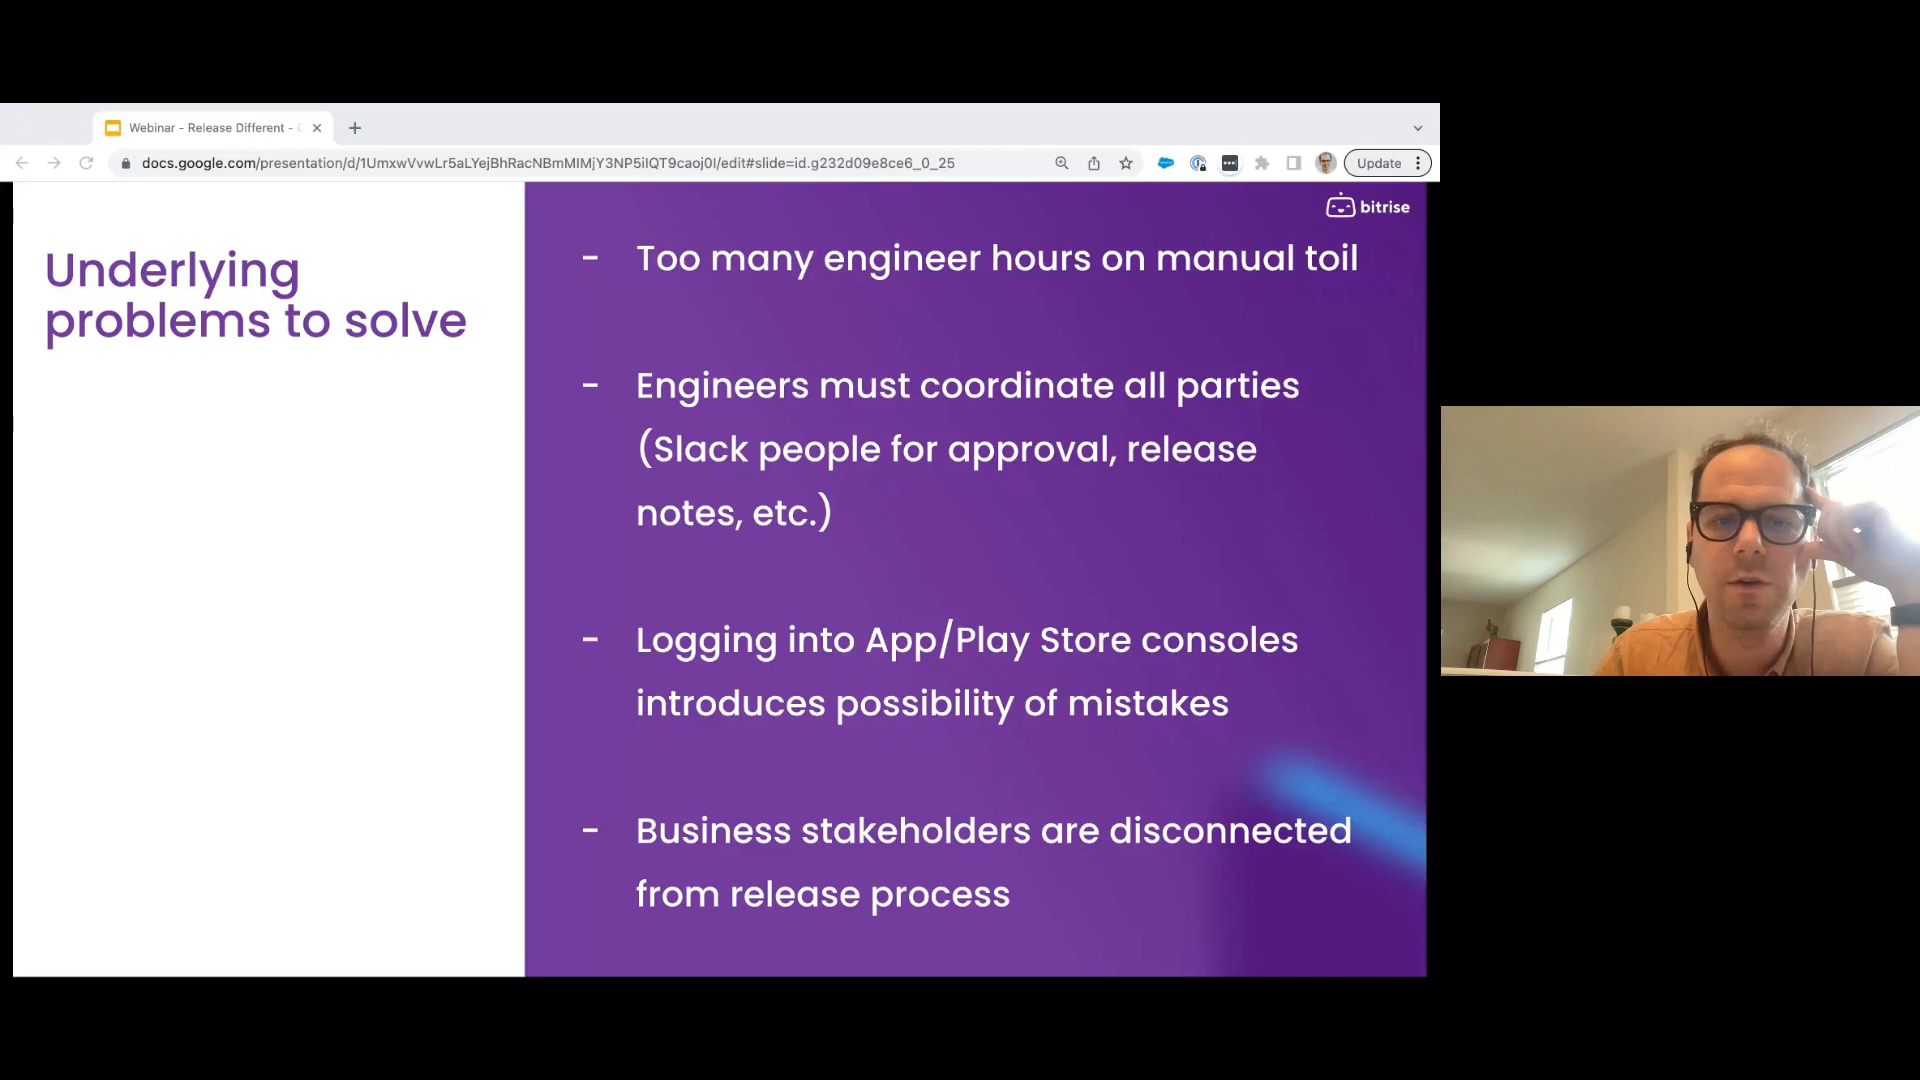 Webinar - Release Different -
docs.google.com/presentation/d/1UmxwVvwLr5aLYejBhRacNBmMIMjY3NP5ilQT9caoj0I/edit#slide=id.g232d09e8ce6_0_25
Update
bitrise
Underlying
problems to solve
- Too many engineer hours on manual toil
- Engineers must coordinate all parties
(Slack people for approval, release
notes, etc.)
- Logging into App/Play Store consoles
introduces possibility of mistakes
- Business stakeholders are disconnected
from release process